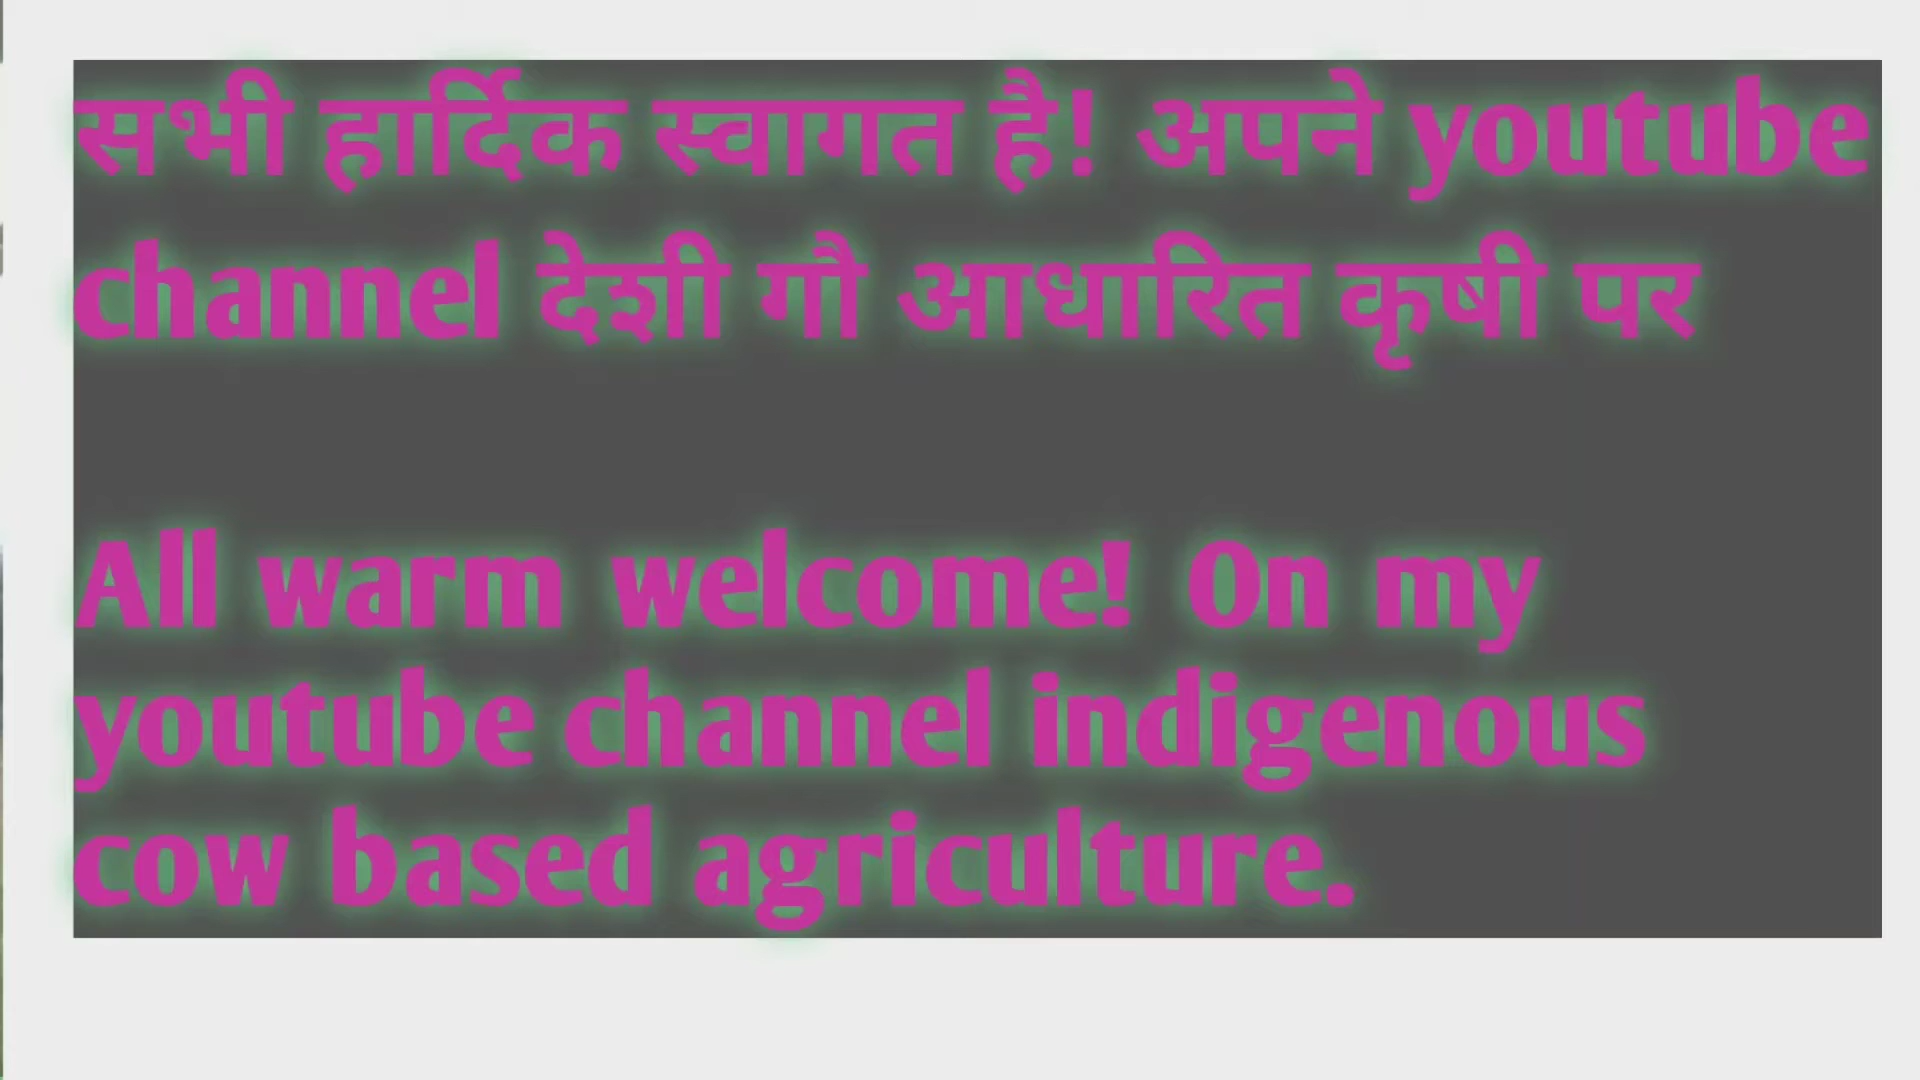 सभी हार्दिक स्वागत है! अपने youtube
channel देशी गौ आधारित कृषी पर
All warm welcome! On my
youtube channel indigenous
cow based agriculture.